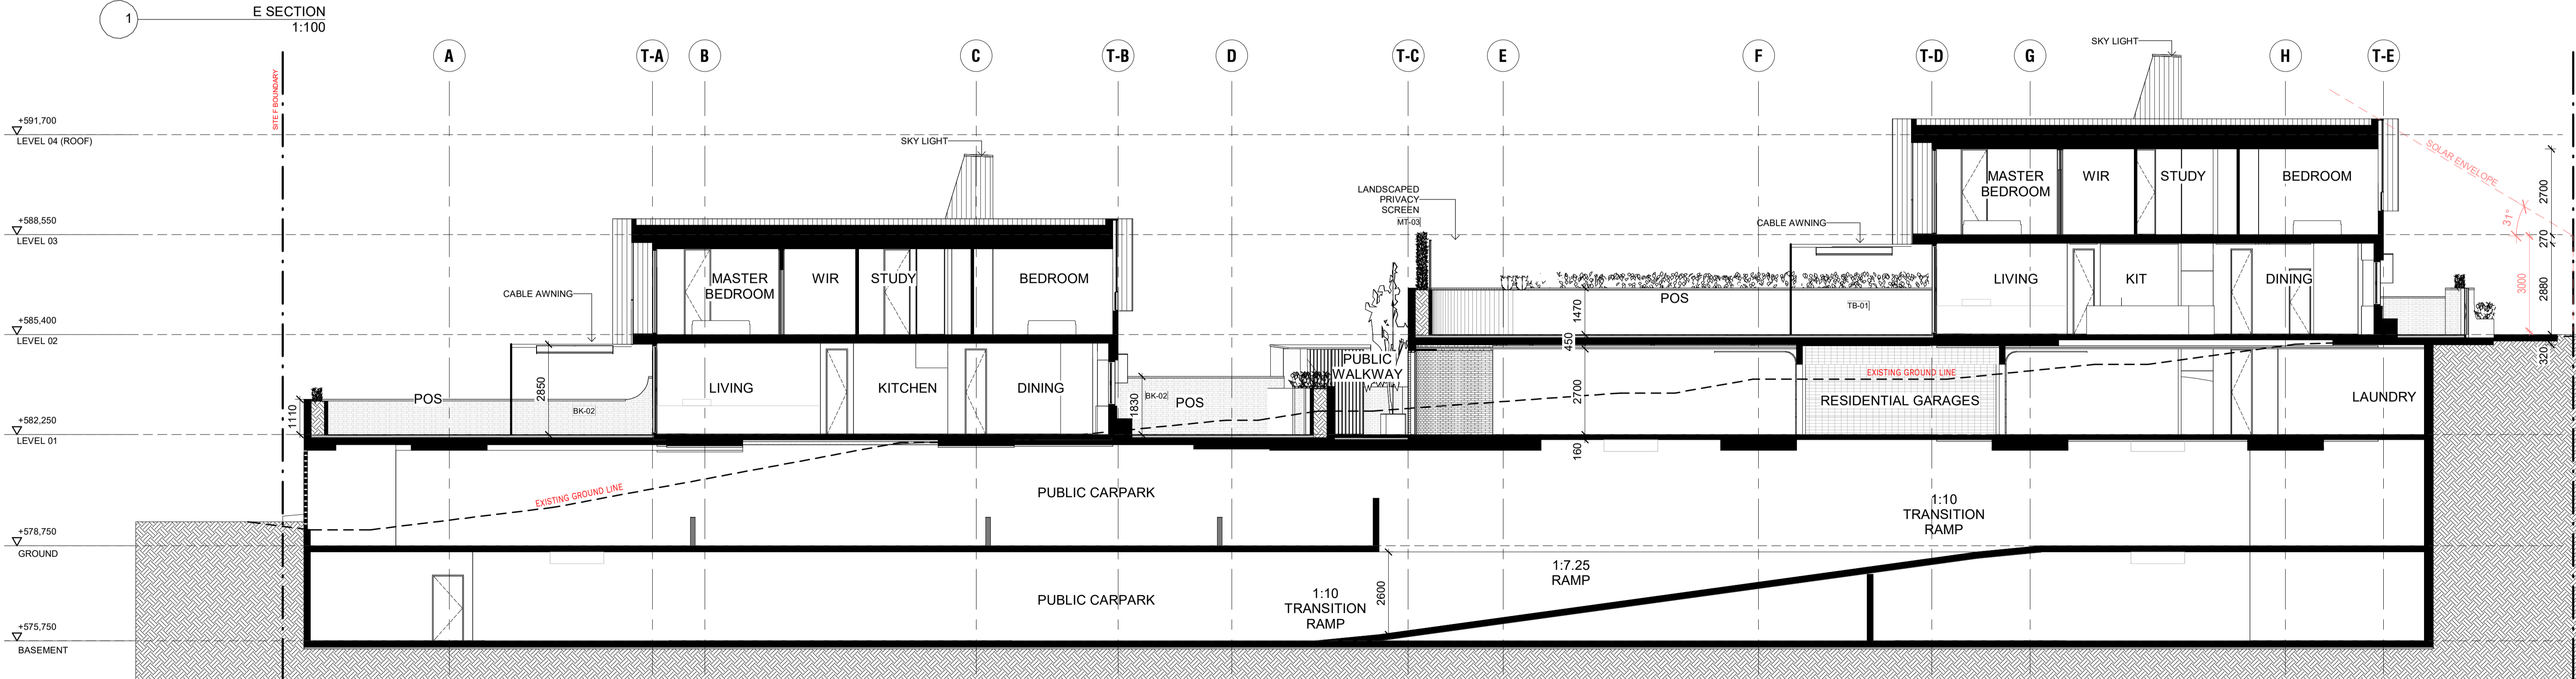 1
E SECTION
1:100
SITE F BOUNDARY
A
T-A
B
C
T-B
D
T-C
E
F
T-D
G
H
T-E
SKY LIGHT
+591,700
LEVEL 04 (ROOF)
SKY LIGHT
SOLAR ENVELOPE
31°
MASTER
BEDROOM
WIR
STUDY
BEDROOM
2700
LANDSCAPED
PRIVACY
SCREEN
MT-03
CABLE AWNING
+588,550
LEVEL 03
270
MASTER
BEDROOM
WIR
STUDY
BEDROOM
LIVING
KIT
DINING
3000
2880
CABLE AWNING
POS
TB-01
1470
+585,400
LEVEL 02
450
320
PUBLIC
WALKWAY
EXISTING GROUND LINE
2850
LIVING
KITCHEN
DINING
BK-02
POS
1830
2700
RESIDENTIAL GARAGES
LAUNDRY
POS
BK-02
1110
+582,250
LEVEL 01
160
EXISTING GROUND LINE
PUBLIC CARPARK
1:10
TRANSITION
RAMP
+578,750
GROUND
1:7.25
RAMP
PUBLIC CARPARK
1:10
TRANSITION
RAMP
2600
+575,750
BASEMENT